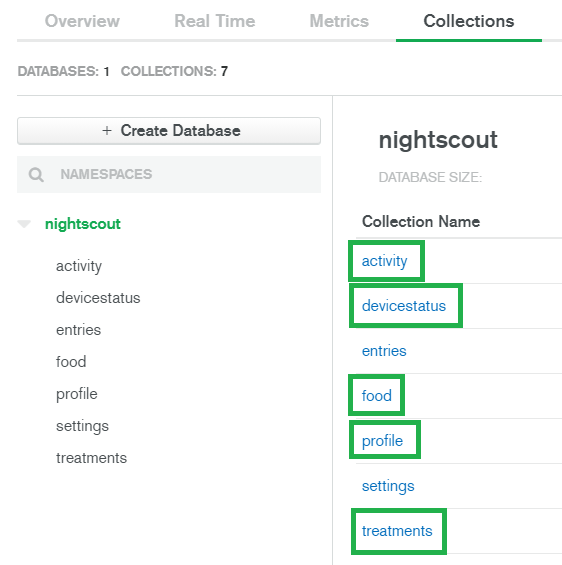 Overview Real Time Metrics Collections
DATABASES: 1 COLLECTIONS: 7
+ Create Database
NAMESPACES
nightscout
activity
devicestatus
entries
food
profile
settings
treatments
nightscout
DATABASE SIZE:
Collection Name
activity
devicestatus
entries
food
profile
settings
treatments